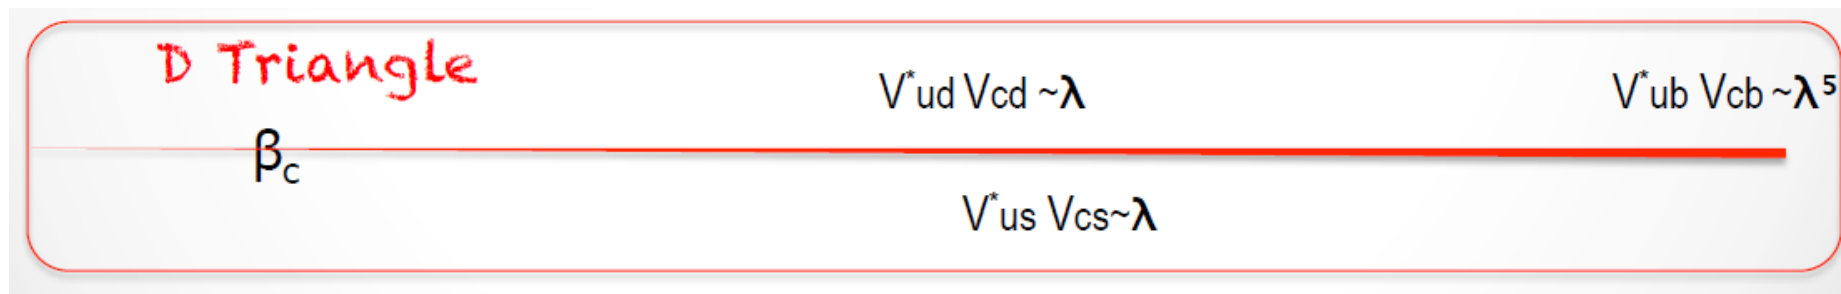 D Triangle
V*ud Vcd ~λ
V*ub Vcb ~λ⁵
βc
V*us Vcs~λ